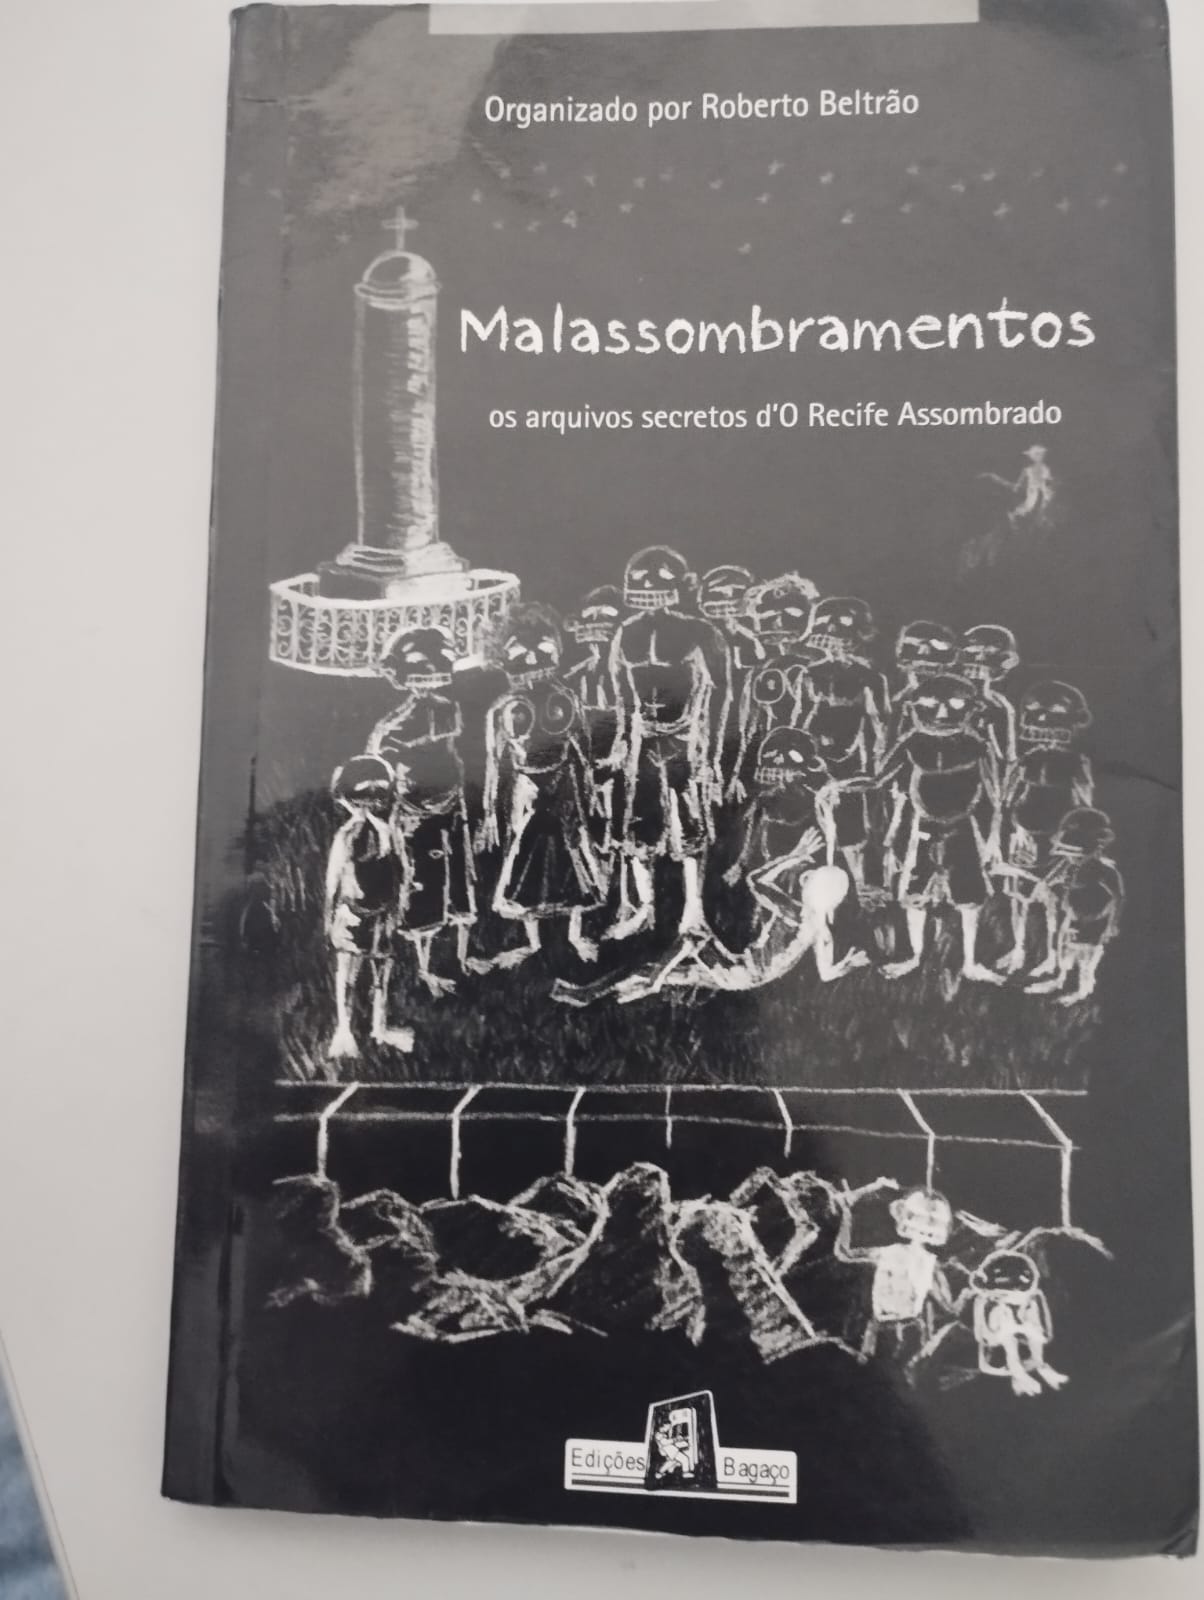 Organizado por Roberto Beltrão
Malassombramentos
os arquivos secretos d'O Recife Assombrado
Edições Bagaço